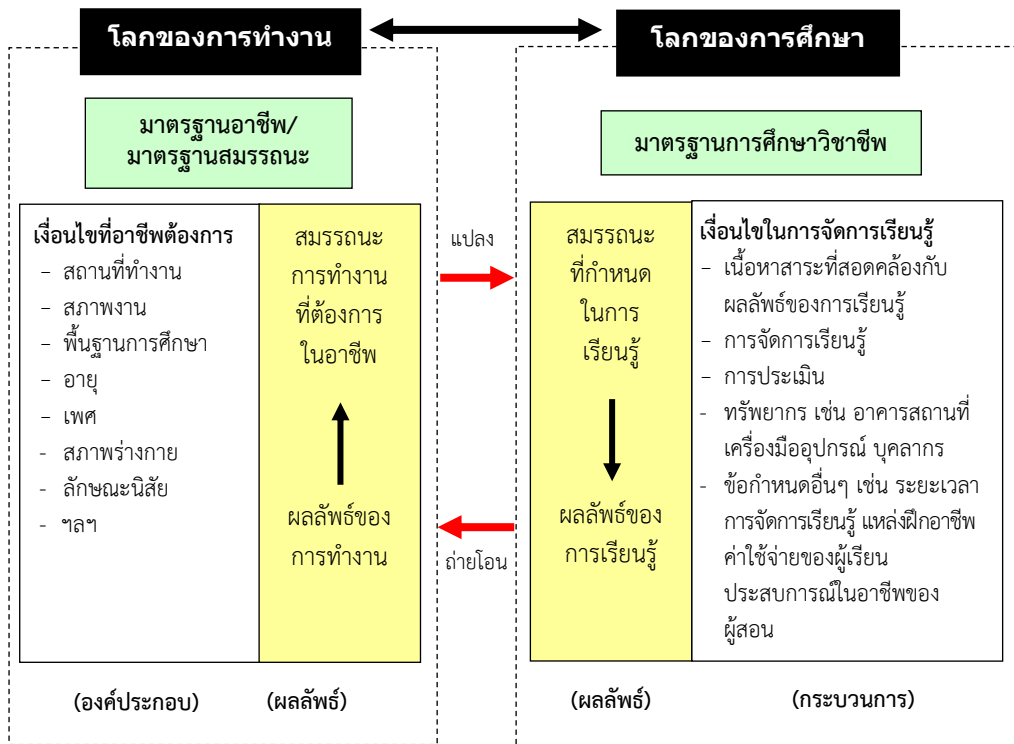 โลกของการทำงาน
โลกของการศึกษา
มาตรฐานอาชีพ/
มาตรฐานสมรรถนะ
มาตรฐานการศึกษาวิชาชีพ
เงื่อนไขที่อาชีพต้องการ
– สถานที่ทำงาน
– สภาพงาน
– พื้นฐานการศึกษา
– อายุ
– เพศ
- สภาพร่างกาย
- ลักษณะนิสัย
- ฯลฯ
สมรรถนะ
การทำงาน
ที่ต้องการ
ในอาชีพ
ผลลัพธ์ของ
การทำงาน
แปลง
ถ่ายโอน
สมรรถนะ
ที่กำหนด
ในการ
เรียนรู้
ผลลัพธ์ของ
การเรียนรู้
เงื่อนไขในการจัดการเรียนรู้
– เนื้อหาสาระที่สอดคล้องกับ
ผลลัพธ์ของการเรียนรู้
– การจัดการเรียนรู้
– การประเมิน
- ทรัพยากร เช่น อาคารสถานที่
เครื่องมืออุปกรณ์ บุคลากร
- ข้อกำหนดอื่นๆ เช่น ระยะเวลา
การจัดการเรียนรู้ แหล่งฝึกอาชีพ
ค่าใช้จ่ายของผู้เรียน
ประสบการณ์ในอาชีพของ
ผู้สอน
(องค์ประกอบ)
(ผลลัพธ์)
(ผลลัพธ์)
(กระบวนการ)